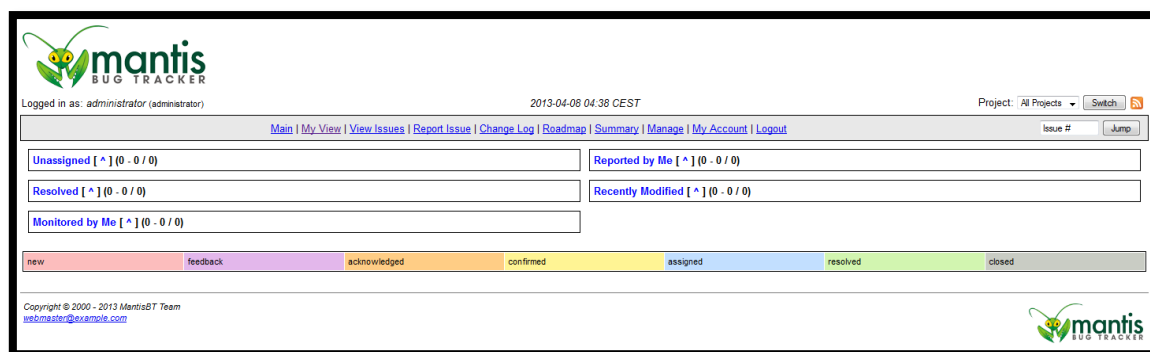 mantis
BUG TRACKER
Logged in as: administrator (administrator) 2013-04-08 04:38 CEST Project: All Projects Switch
Main | My View | View Issues | Report Issue | Change Log | Roadmap | Summary | Manage | My Account | Logout Issue # Jump
Unassigned [ ^ ] (0 - 0 / 0) Reported by Me [ ^ ] (0 - 0 / 0)
Resolved [ ^ ] (0 - 0 / 0) Recently Modified [ ^ ] (0 - 0 / 0)
Monitored by Me [ ^ ] (0 - 0 / 0)
new feedback acknowledged confirmed assigned resolved closed
Copyright © 2000 - 2013 MantisBT Team
webmaster@example.com
mantis
BUG TRACKER